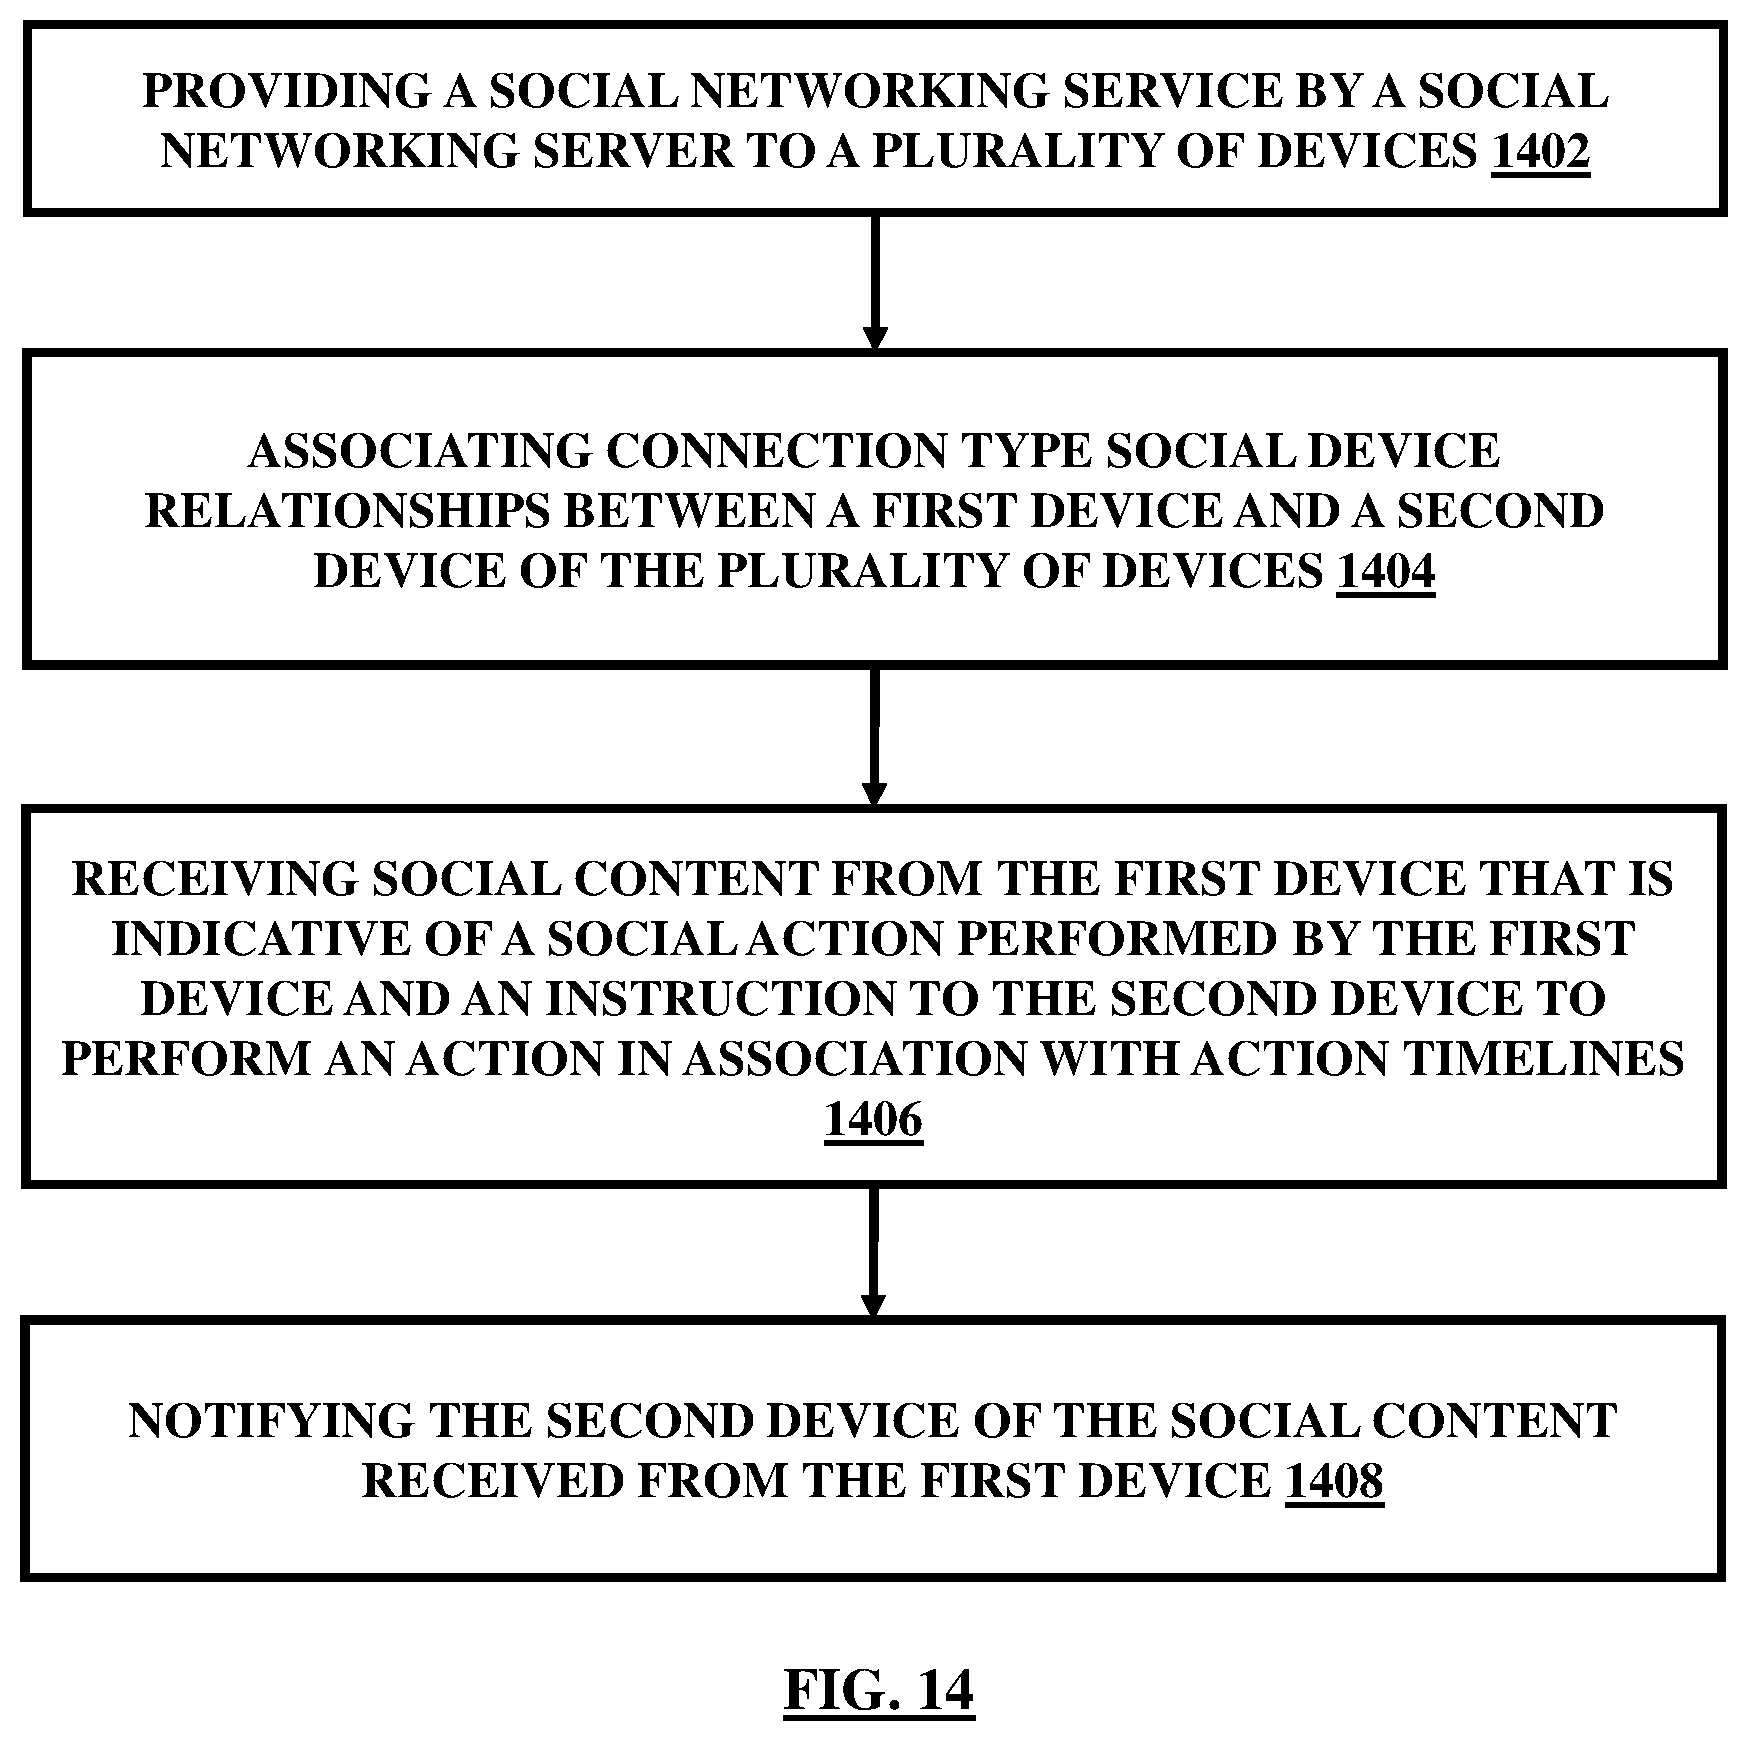 PROVIDING A SOCIAL NETWORKING SERVICE BY A SOCIAL
NETWORKING SERVER TO A PLURALITY OF DEVICES 1402
ASSOCIATING CONNECTION TYPE SOCIAL DEVICE
RELATIONSHIPS BETWEEN A FIRST DEVICE AND A SECOND
DEVICE OF THE PLURALITY OF DEVICES 1404
RECEIVING SOCIAL CONTENT FROM THE FIRST DEVICE THAT IS
INDICATIVE OF A SOCIAL ACTION PERFORMED BY THE FIRST
DEVICE AND AN INSTRUCTION TO THE SECOND DEVICE TO
PERFORM AN ACTION IN ASSOCIATION WITH ACTION TIMELINES
1406
NOTIFYING THE SECOND DEVICE OF THE SOCIAL CONTENT
RECEIVED FROM THE FIRST DEVICE 1408
FIG. 14